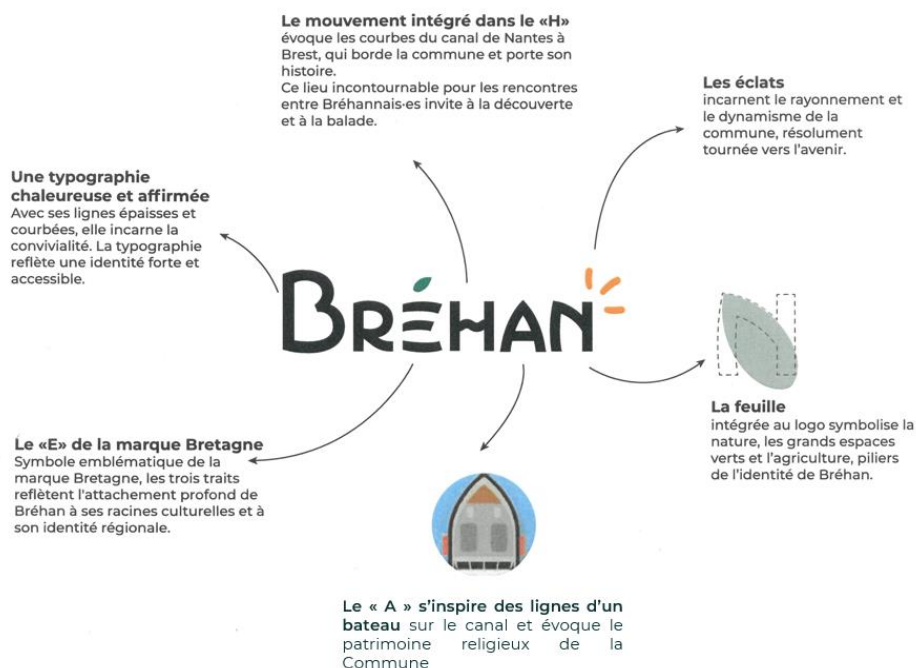 Le mouvement intégré dans le «H»
évoque les courbes du canal de Nantes à
Brest, qui borde la commune et porte son
histoire.
Ce lieu incontournable pour les rencontres
entre Bréhannais·es invite à la découverte
et à la balade.
Les éclats
incarnent le rayonnement et
le dynamisme de la
commune, résolument
tournée vers l'avenir.
Une typographie
chaleureuse et affirmée
Avec ses lignes épaisses et
courbées, elle incarne la
convivialité. La typographie
reflète une identité forte et
accessible.
BRÉHAN
La feuille
intégrée au logo symbolise la
nature, les grands espaces
verts et l'agriculture, piliers
de l'identité de Bréhan.
Le «E» de la marque Bretagne
Symbole emblématique de la
marque Bretagne, les trois traits
reflètent l'attachement profond de
Bréhan à ses racines culturelles et à
son identité régionale.
Le « A » s'inspire des lignes d'un
bateau sur le canal et évoque le
patrimoine religieux de la
Commune